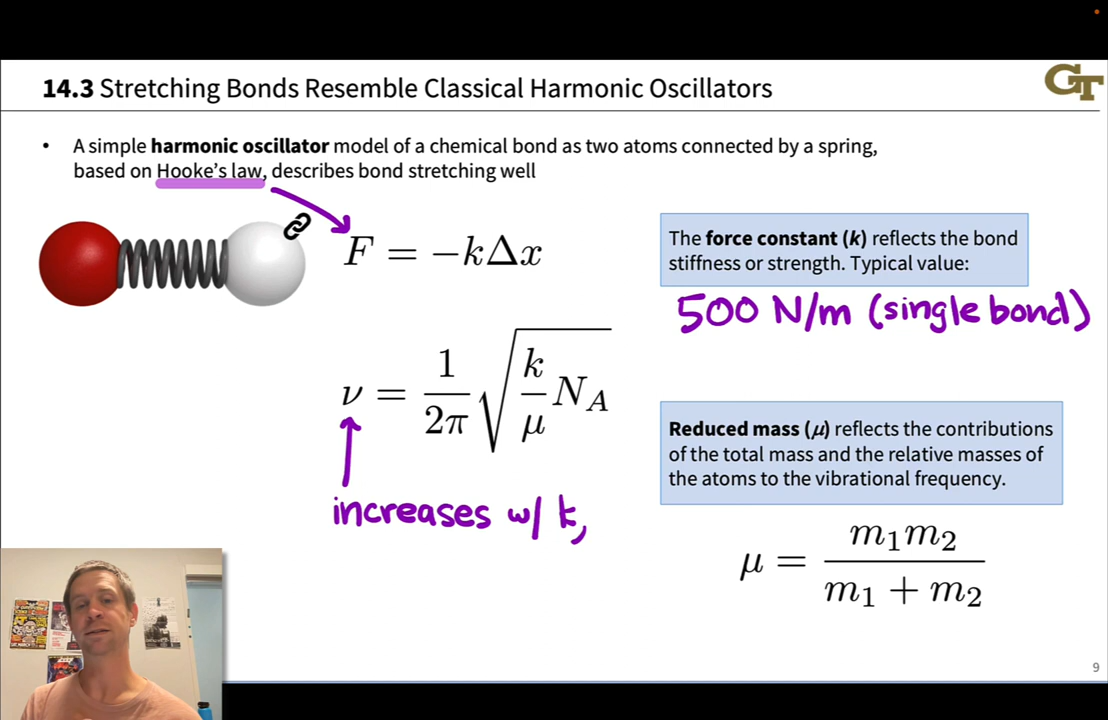 14.3 Stretching Bonds Resemble Classical Harmonic Oscillators
GT
• A simple harmonic oscillator model of a chemical bond as two atoms connected by a spring,
based on Hooke's law, describes bond stretching well
F = −kΔx
The force constant (k) reflects the bond
stiffness or strength. Typical value:
500 N/m (single bond)
ν = 1/2π √(k/μ N_A)
increases w/ k,
Reduced mass (μ) reflects the contributions
of the total mass and the relative masses of
the atoms to the vibrational frequency.
μ = m₁m₂/m₁ + m₂
9